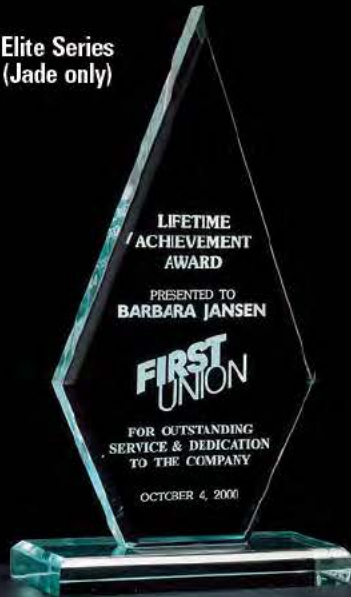 Elite Series
(Jade only)
LIFETIME
ACHIEVEMENT
AWARD
PRESENTED TO
BARBARA JANSEN
FIRST
UNION
FOR OUTSTANDING
SERVICE & DEDICATION
TO THE COMPANY
OCTOBER 4, 2000